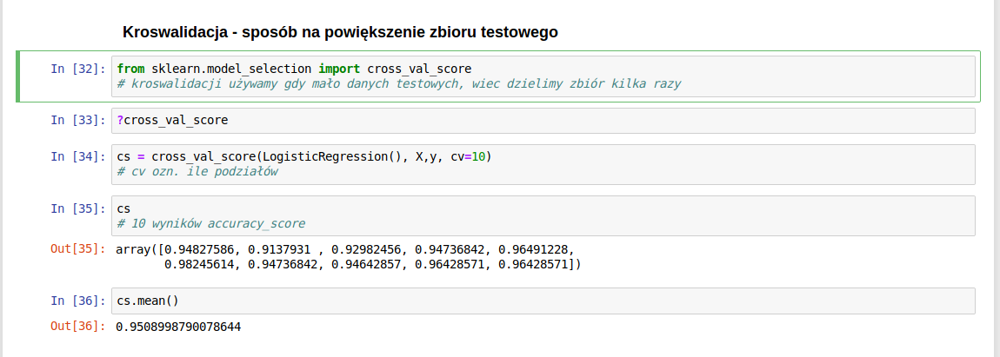 Kroswalidacja - sposób na powiększenie zbioru testowego
In [32]: from sklearn.model_selection import cross_val_score
# kroswalidacji używamy gdy mało danych testowych, wiec dzielimy zbiór kilka razy
In [33]: ?cross_val_score
In [34]: cs = cross_val_score(LogisticRegression(), X,y, cv=10)
# cv ozn. ile podziałów
In [35]: cs
# 10 wyników accuracy_score
Out[35]: array([0.94827586, 0.9137931 , 0.92982456, 0.94736842, 0.96491228,
0.98245614, 0.94736842, 0.94642857, 0.96428571, 0.96428571])
In [36]: cs.mean()
Out[36]: 0.9508998790078644